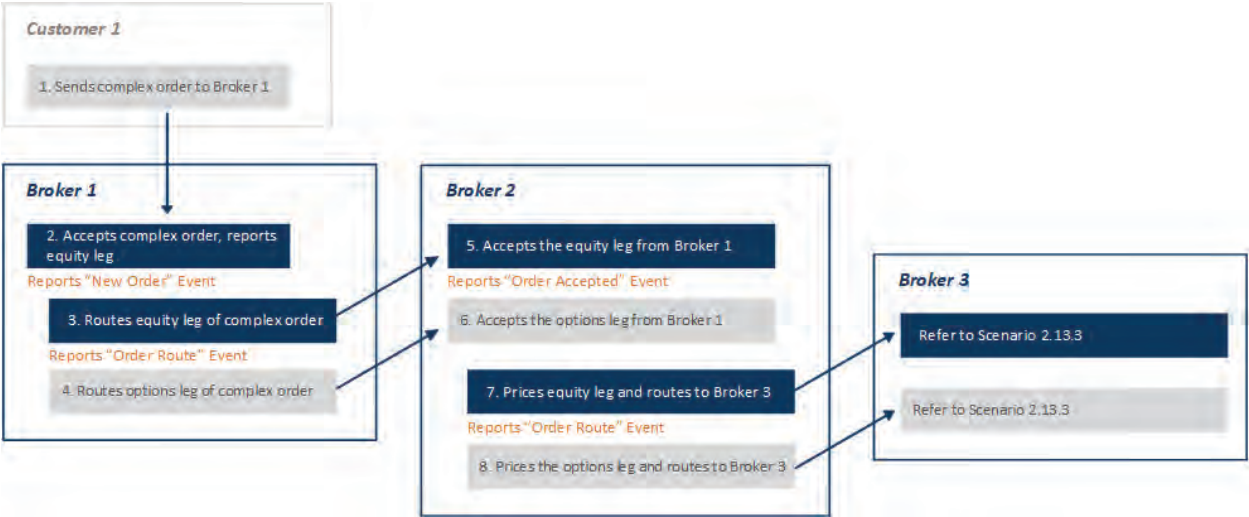 Customer 1
1. Sends complex order to Broker 1
Broker 1
2. Accepts complex order, reports
equity leg
Reports "New Order" Event
3. Routes equity leg of complex order
Reports "Order Route" Event
4. Routes options leg of complex order
Broker 2
5. Accepts the equity leg from Broker 1
Reports "Order Accepted" Event
6. Accepts the options leg from Broker 1
7. Prices equity leg and routes to Broker 3
Reports "Order Route" Event
8. Prices the options leg and routes to Broker 3
Broker 3
Refer to Scenario 2.13.3
Refer to Scenario 2.13.3